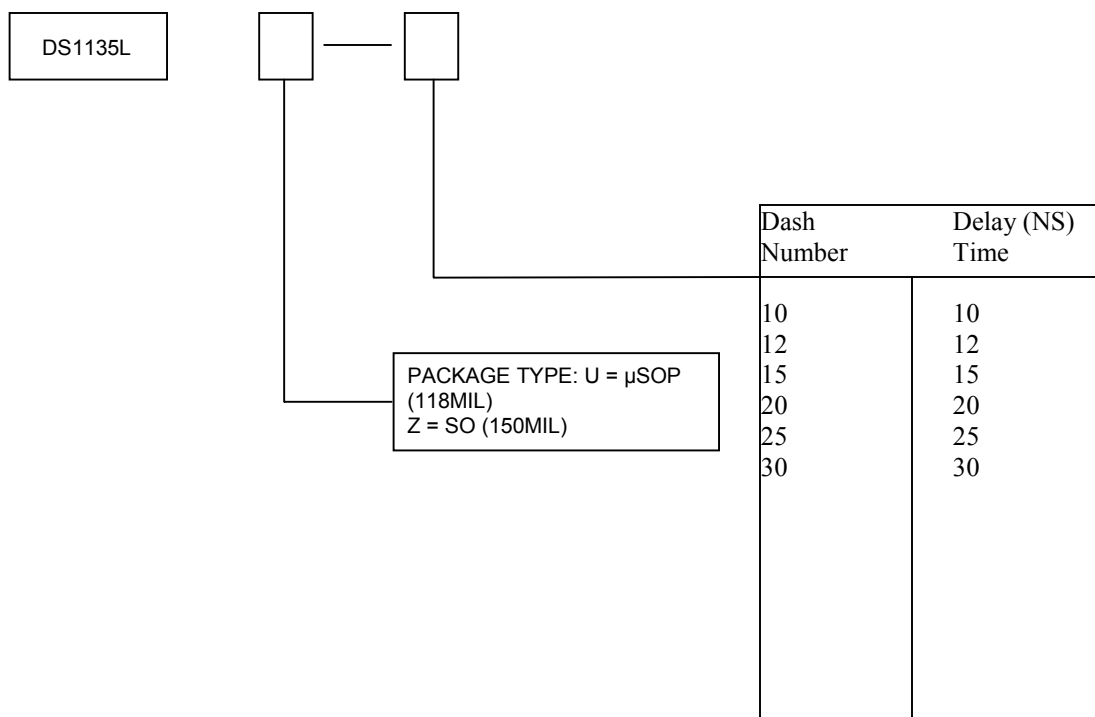 DS1135L
Dash Delay (NS)
Number Time
10 10
12 12
15 15
20 20
25 25
30 30
PACKAGE TYPE: U = µSOP
(118MIL)
Z = SO (150MIL)